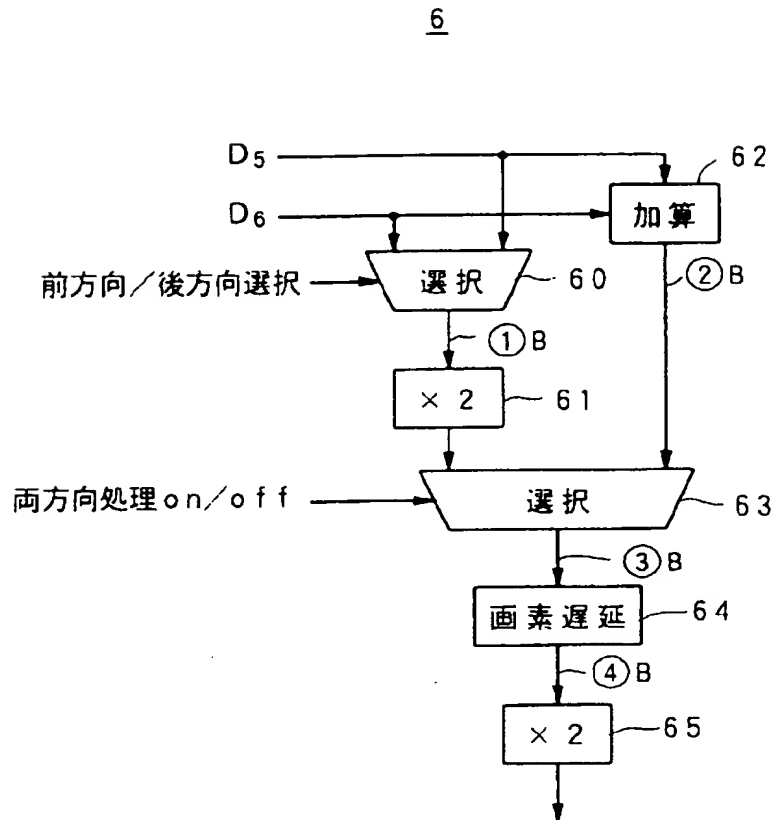 6
D5
62
加算
D6
前方向／後方向選択
選択
60
②B
①B
×2
61
両方向処理on/off
選択
63
③B
画素遅延
64
④B
×2
65